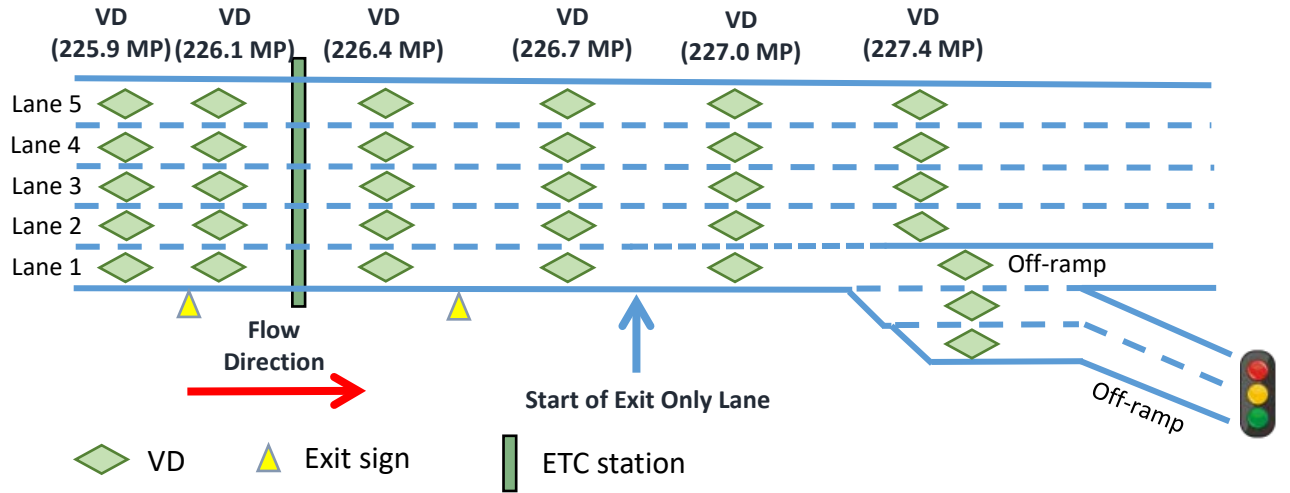 VD
(225.9 MP)
VD
(226.1 MP)
VD
(226.4 MP)
VD
(226.7 MP)
VD
(227.0 MP)
VD
(227.4 MP)
Lane 5
Lane 4
Lane 3
Lane 2
Lane 1
Off-ramp
Flow
Direction
Start of Exit Only Lane
Off-ramp
VD
Exit sign
ETC station